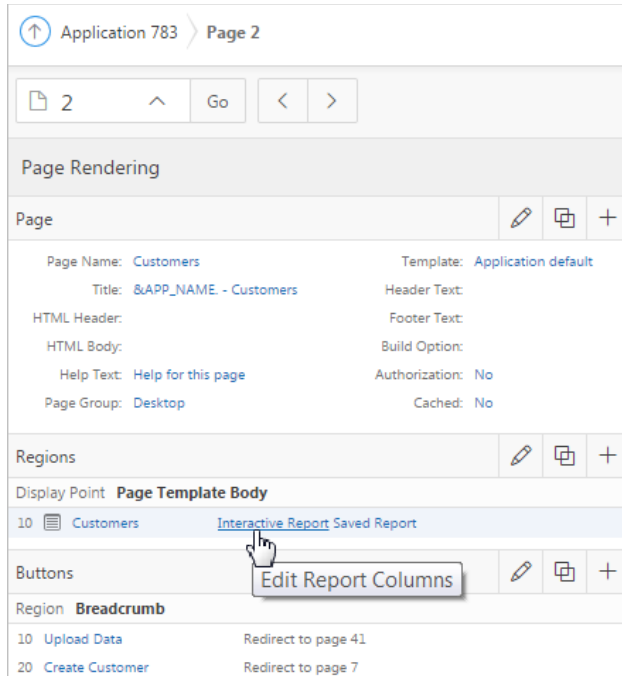 Application 783 Page 2
2 Go
Page Rendering
Page
Page Name: Customers Template: Application default
Title: &APP_NAME. - Customers Header Text:
HTML Header: Footer Text:
HTML Body: Build Option:
Help Text: Help for this page Authorization: No
Page Group: Desktop Cached: No
Regions
Display Point Page Template Body
10 Customers Interactive Report Saved Report
Edit Report Columns
Buttons
Region Breadcrumb
10 Upload Data Redirect to page 41
20 Create Customer Redirect to page 7